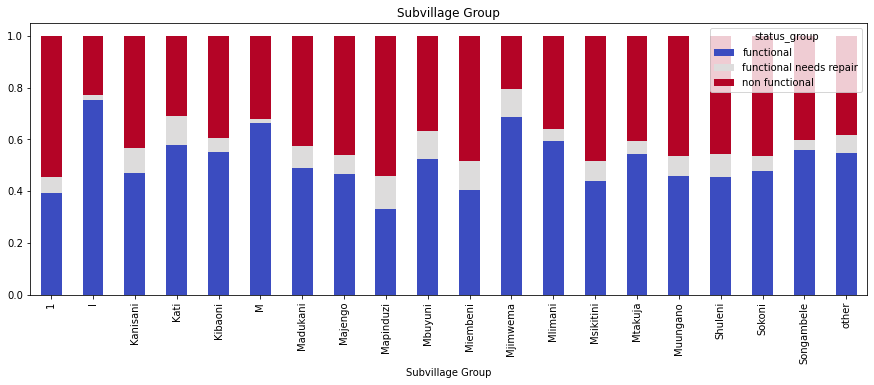 Subvillage Group
status_group
functional
functional needs repair
non functional
1.0
0.8
0.6
0.4
0.2
0.0
1
I
Kanisani
Kati
Kibaoni
M
Madukani
Majengo
Mapinduzi
Mbuyuni
Miembeni
Mjimwema
Mlimani
Msikitini
Mtakuja
Muungano
Shuleni
Sokoni
Songambele
other
Subvillage Group